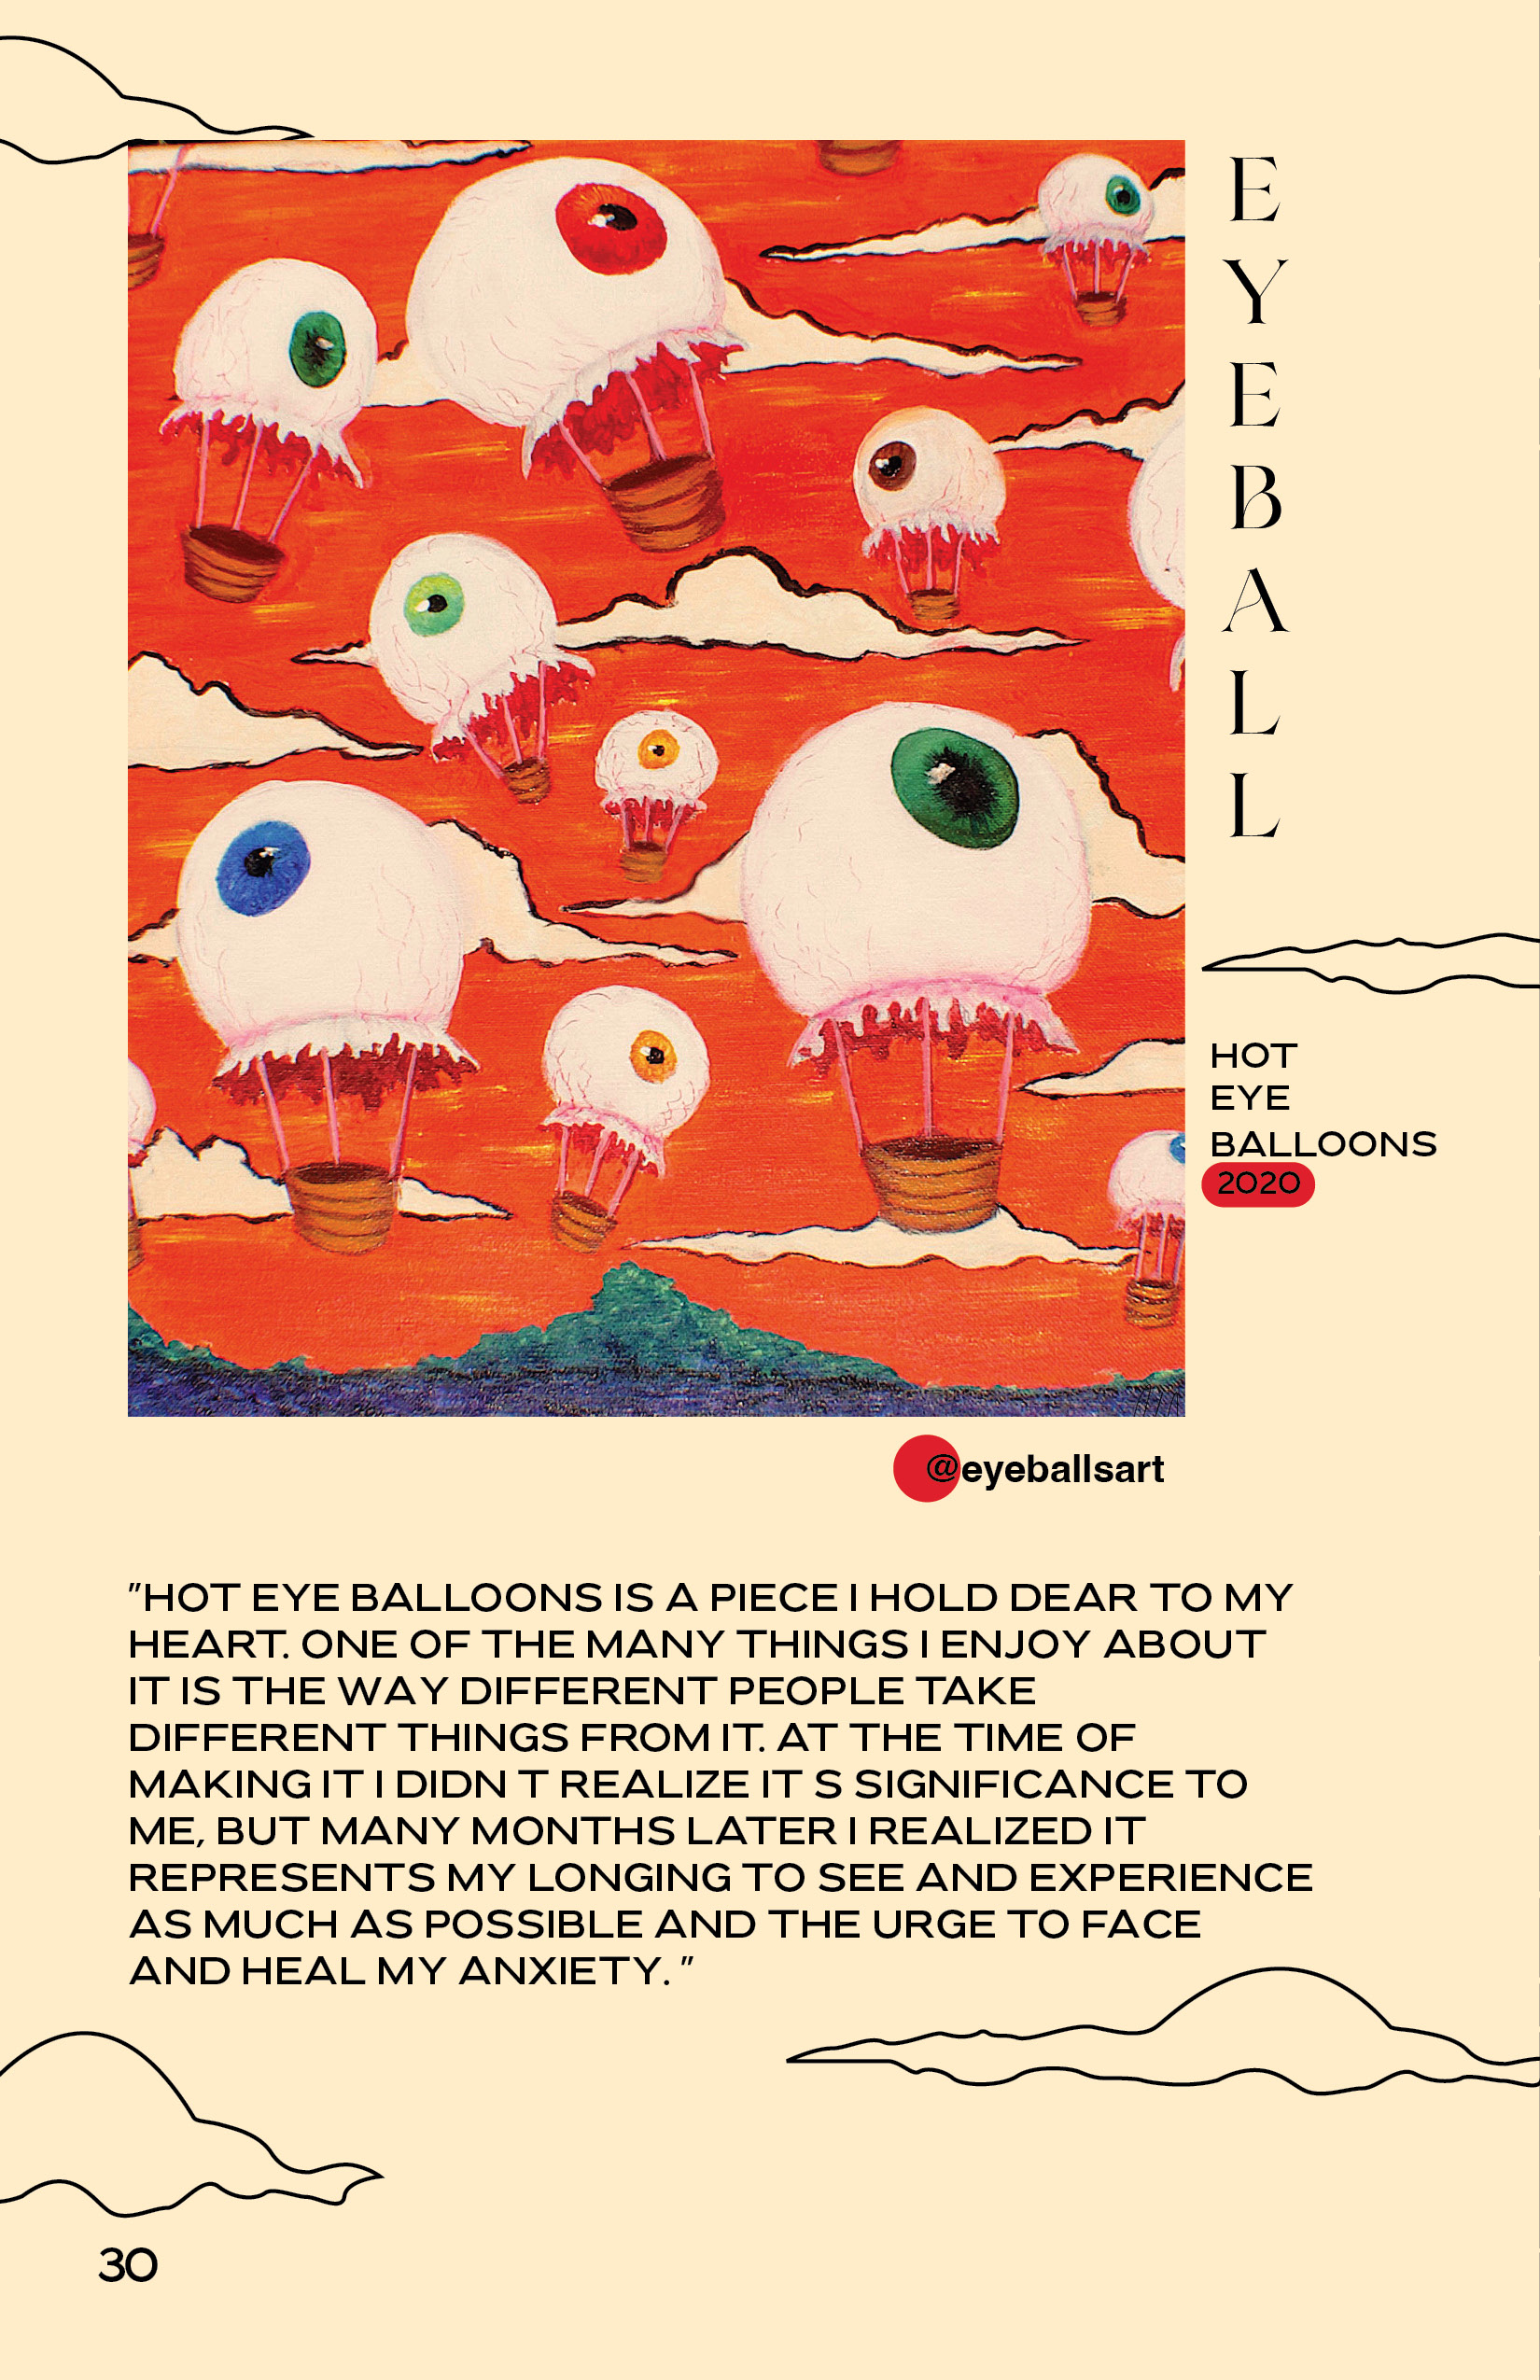 EYEBALL
HOT
EYE
BALLOONS
2020
@eyeballsart
"HOT EYE BALLOONS IS A PIECE I HOLD DEAR TO MY
HEART. ONE OF THE MANY THINGS I ENJOY ABOUT
IT IS THE WAY DIFFERENT PEOPLE TAKE
DIFFERENT THINGS FROM IT. AT THE TIME OF
MAKING IT I DIDN T REALIZE IT S SIGNIFICANCE TO
ME, BUT MANY MONTHS LATER I REALIZED IT
REPRESENTS MY LONGING TO SEE AND EXPERIENCE
AS MUCH AS POSSIBLE AND THE URGE TO FACE
AND HEAL MY ANXIETY. "
30